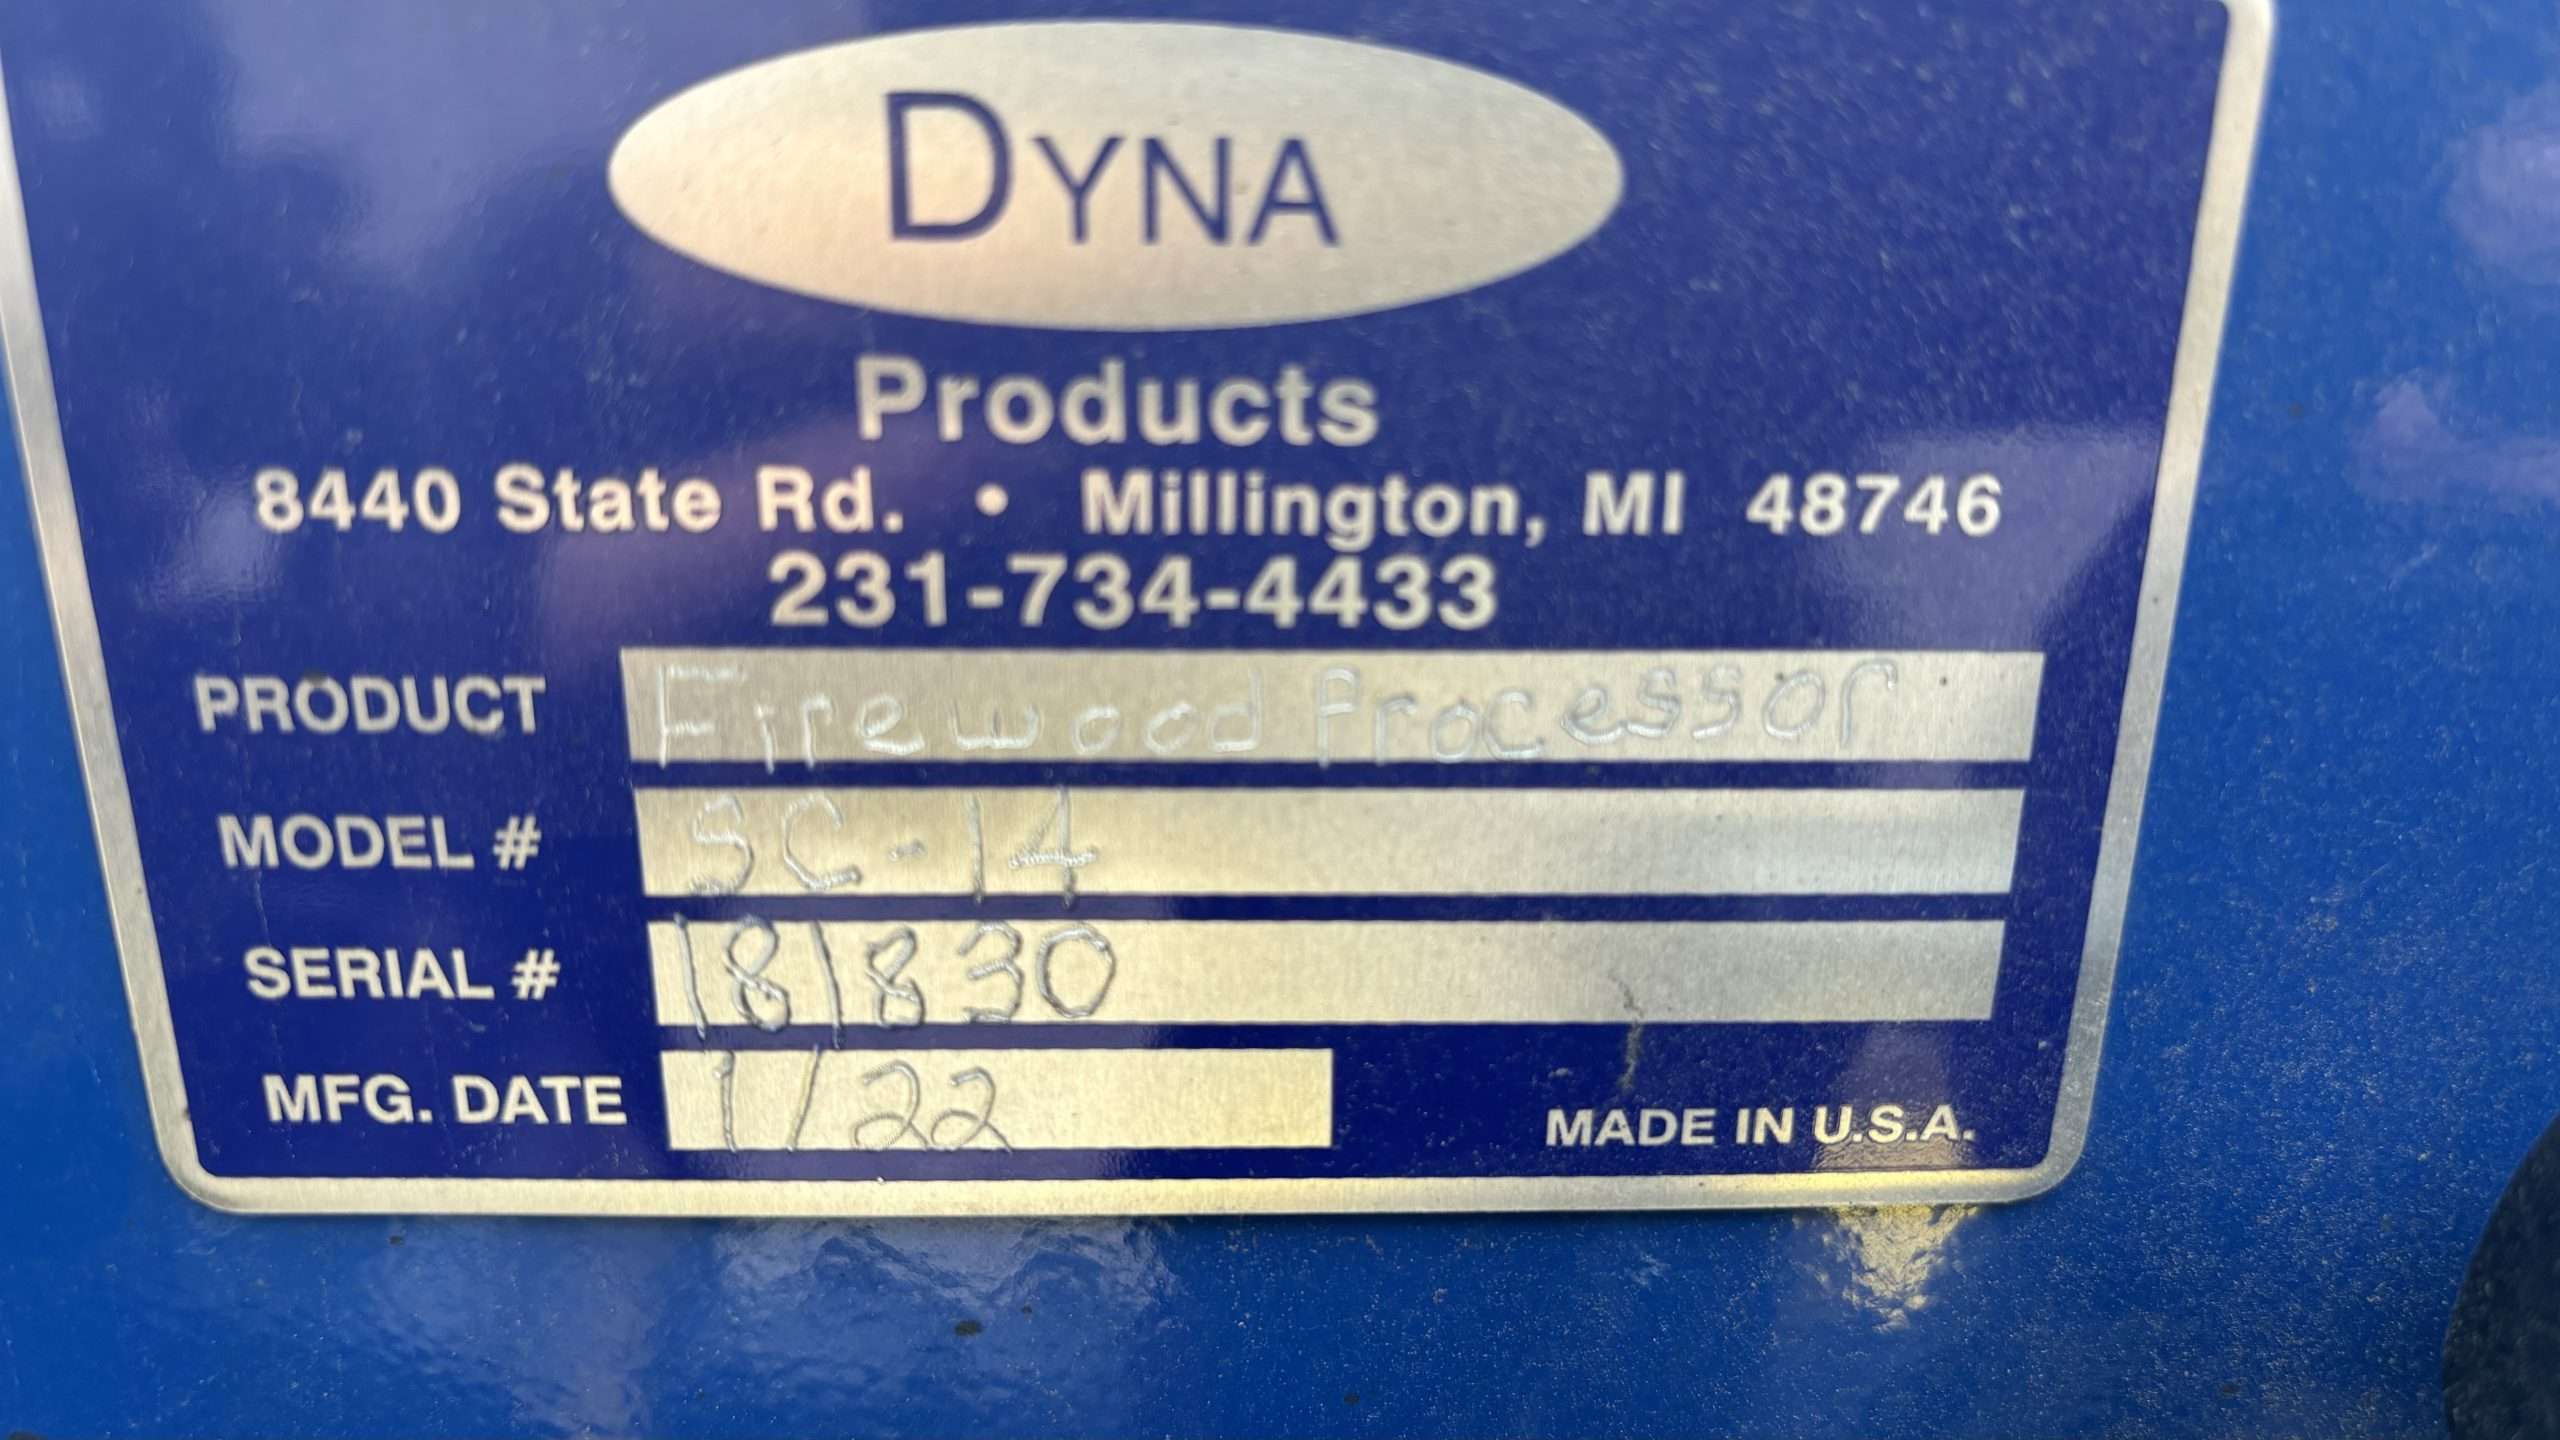 DYNA
Products
8440 State Rd. • Millington, MI 48746
231-734-4433
PRODUCT Firewood Processor
MODEL # SC-14
SERIAL # 181830
MFG. DATE 1/22
MADE IN U.S.A.